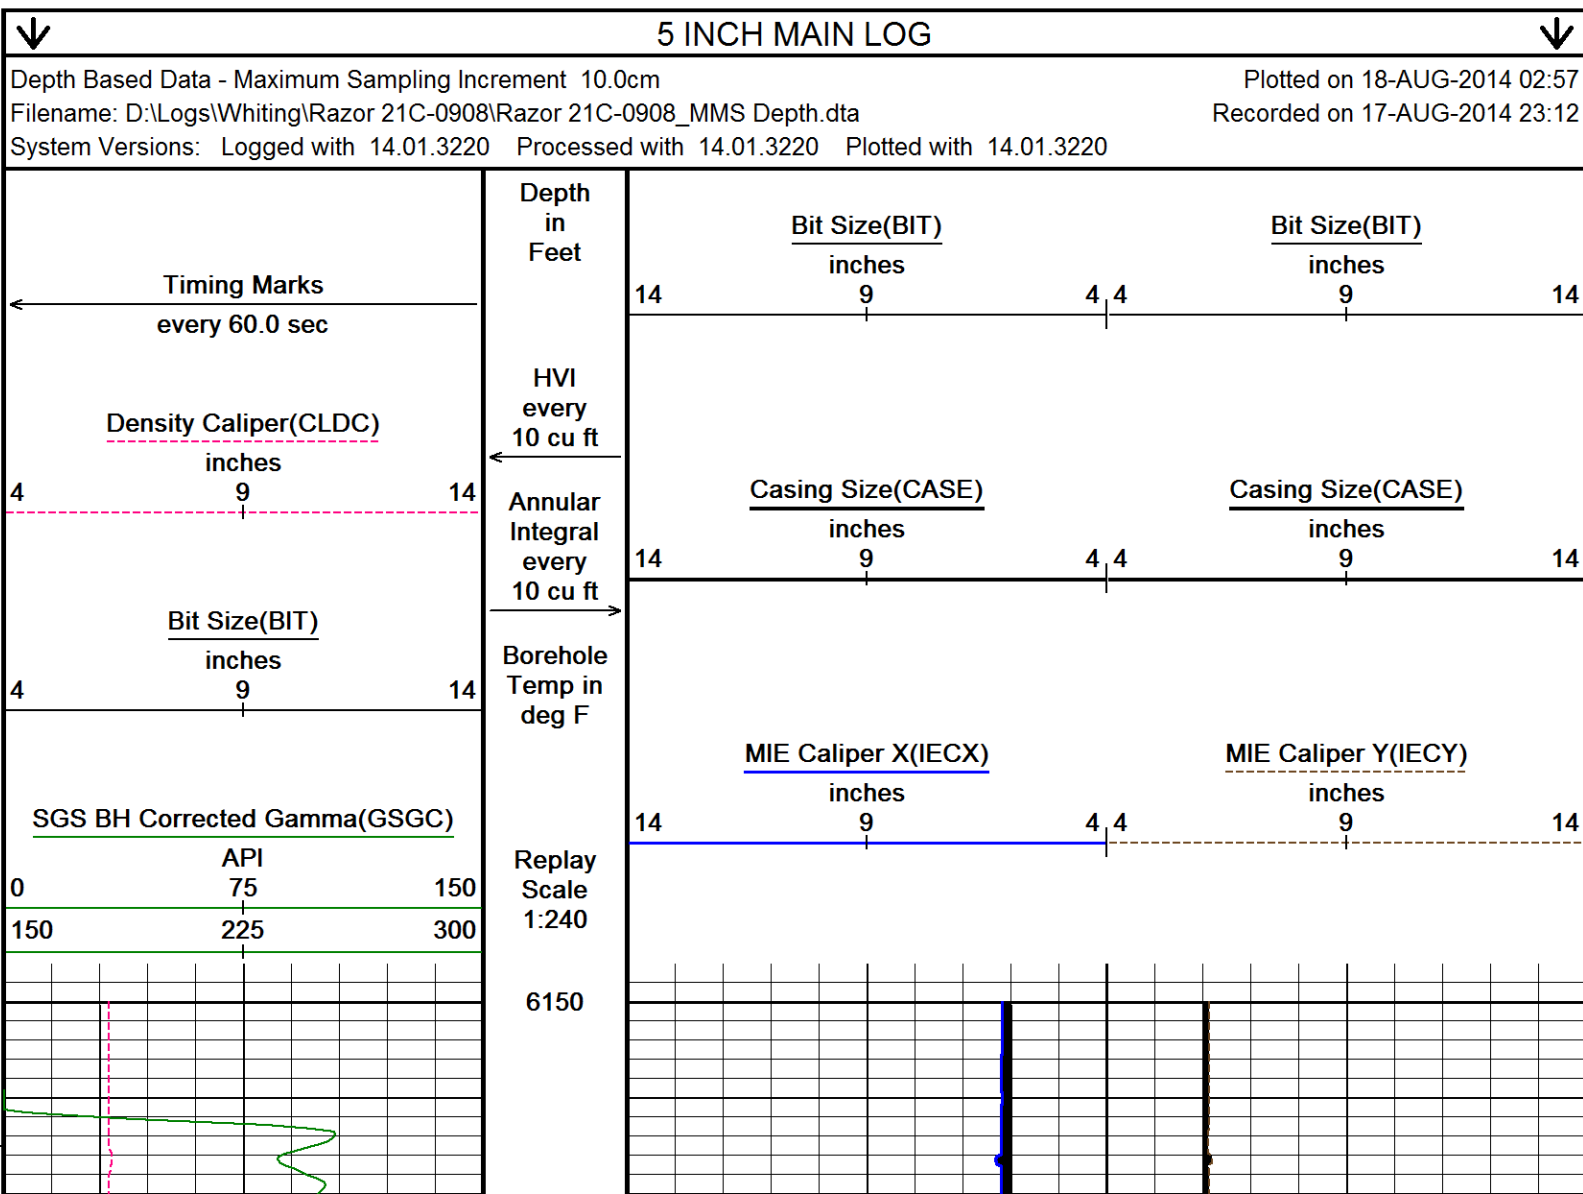 5 INCH MAIN LOG
Depth Based Data - Maximum Sampling Increment 10.0cm
Plotted on 18-AUG-2014 02:57
Filename: D:\Logs\Whiting\Razor 21C-0908\Razor 21C-0908_MMS Depth.dta
Recorded on 17-AUG-2014 23:12
System Versions: Logged with 14.01.3220 Processed with 14.01.3220 Plotted with 14.01.3220
Timing Marks
every 60.0 sec
Density Caliper(CLDC)
inches
4 9 14
Bit Size(BIT)
inches
4 9 14
SGS BH Corrected Gamma(GSGC)
API
0 75 150
150 225 300
Depth
in
Feet
HVI
every
10 cu ft
Annular
Integral
every
10 cu ft
Borehole
Temp in
deg F
Replay
Scale
1:240
6150
Bit Size(BIT)
inches
14 9 4
Bit Size(BIT)
inches
4 9 14
Casing Size(CASE)
inches
14 9 4
Casing Size(CASE)
inches
4 9 14
MIE Caliper X(IECX)
inches
14 9 4
MIE Caliper Y(IECY)
inches
4 9 14